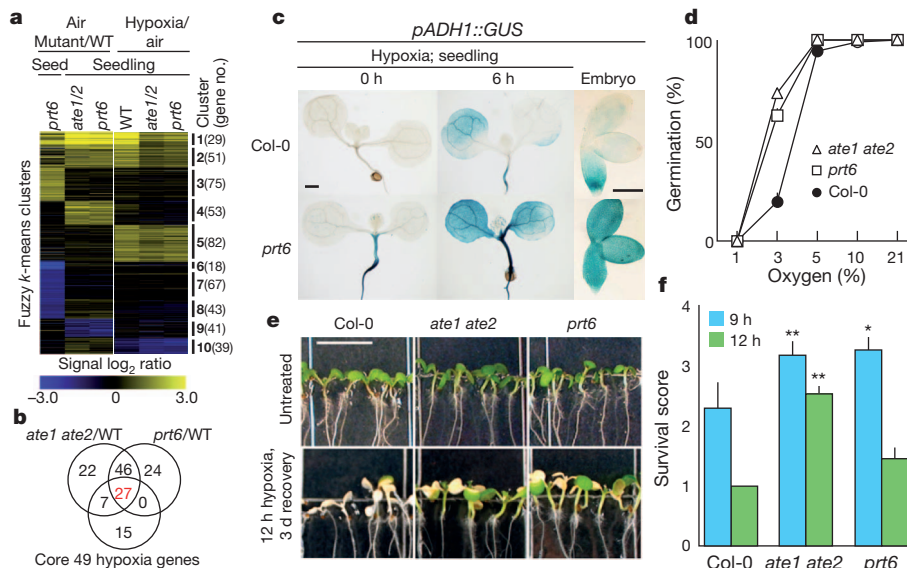 a
Air
Mutant/WT
Hypoxia/
air
Seed
Seedling
prt6
ate1/2
prt6
WT
ate1/2
prt6
Cluster
(gene no.)
Fuzzy k-means clusters
1(29)
2(51)
3(75)
4(53)
5(82)
6(18)
7(67)
8(43)
9(41)
10(39)
Signal log2 ratio
-3.0
0
3.0
b
ate1 ate2/WT
prt6/WT
22
46
24
27
7
0
15
Core 49 hypoxia genes
c
pADH1::GUS
Hypoxia; seedling
0 h
6 h
Embryo
Col-0
prt6
d
Germination (%)
100
50
0
1
3
5
10
21
Oxygen (%)
ate1 ate2
prt6
Col-0
e
Col-0
ate1 ate2
prt6
Untreated
12 h hypoxia,
3 d recovery
f
9 h
12 h
**
**
*
Survival score
4
3
2
1
0
Col-0
ate1 ate2
prt6